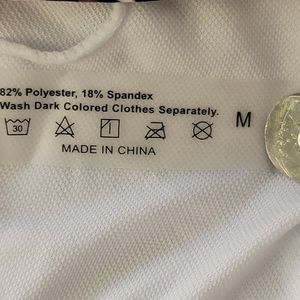 82% Polyester, 18% Spandex
Wash Dark Colored Clothes Separately.
30
M
MADE IN CHINA